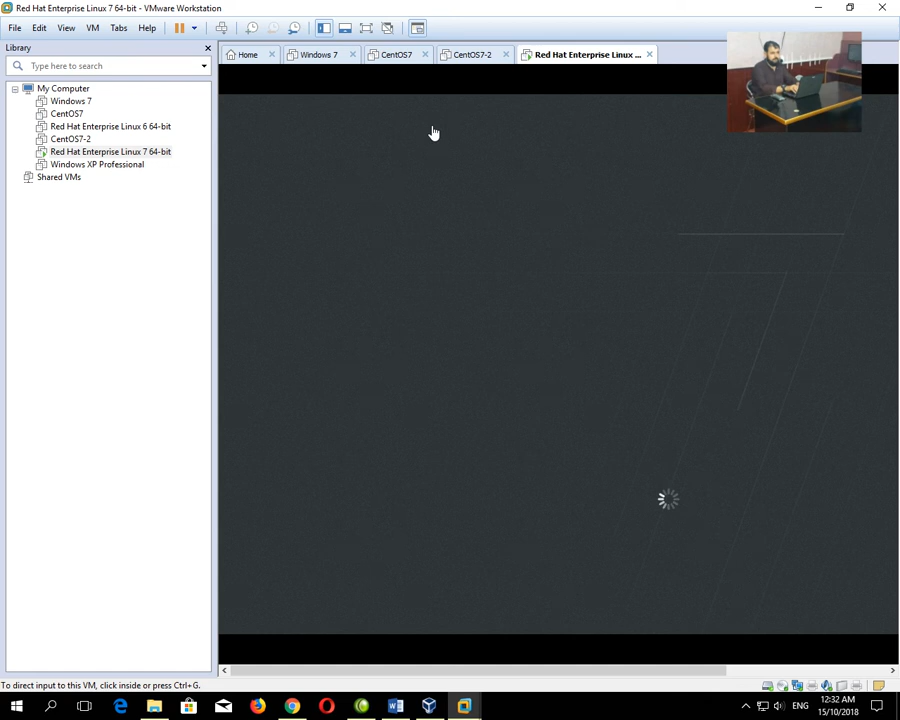 Red Hat Enterprise Linux 7 64-bit - VMware Workstation
File Edit View VM Tabs Help
Library
Type here to search
My Computer
Windows 7
CentOS7
Red Hat Enterprise Linux 6 64-bit
CentOS7-2
Red Hat Enterprise Linux 7 64-bit
Windows XP Professional
Shared VMs
Home
Windows 7
CentOS7
CentOS7-2
Red Hat Enterprise Linux ...
To direct input to this VM, click inside or press Ctrl+G.
ENG
12:32 AM
15/10/2018